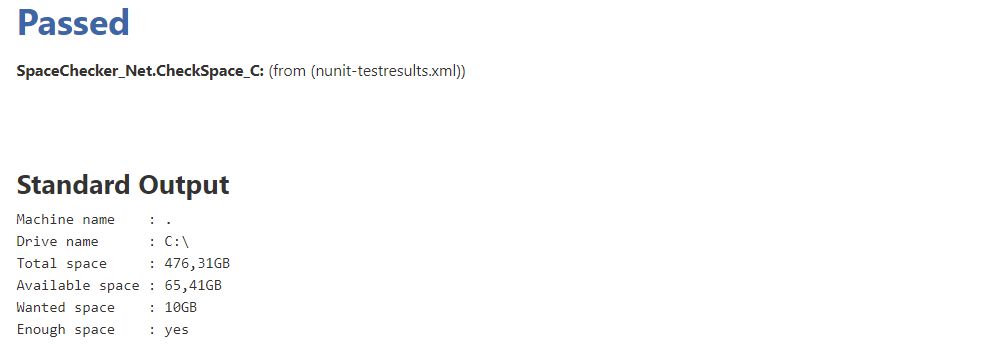 Passed
SpaceChecker_Net.CheckSpace_C: (from (nunit-testresults.xml))
Standard Output
Machine name    : .
Drive name      : C:\
Total space     : 476,31GB
Available space : 65,41GB
Wanted space    : 10GB
Enough space    : yes